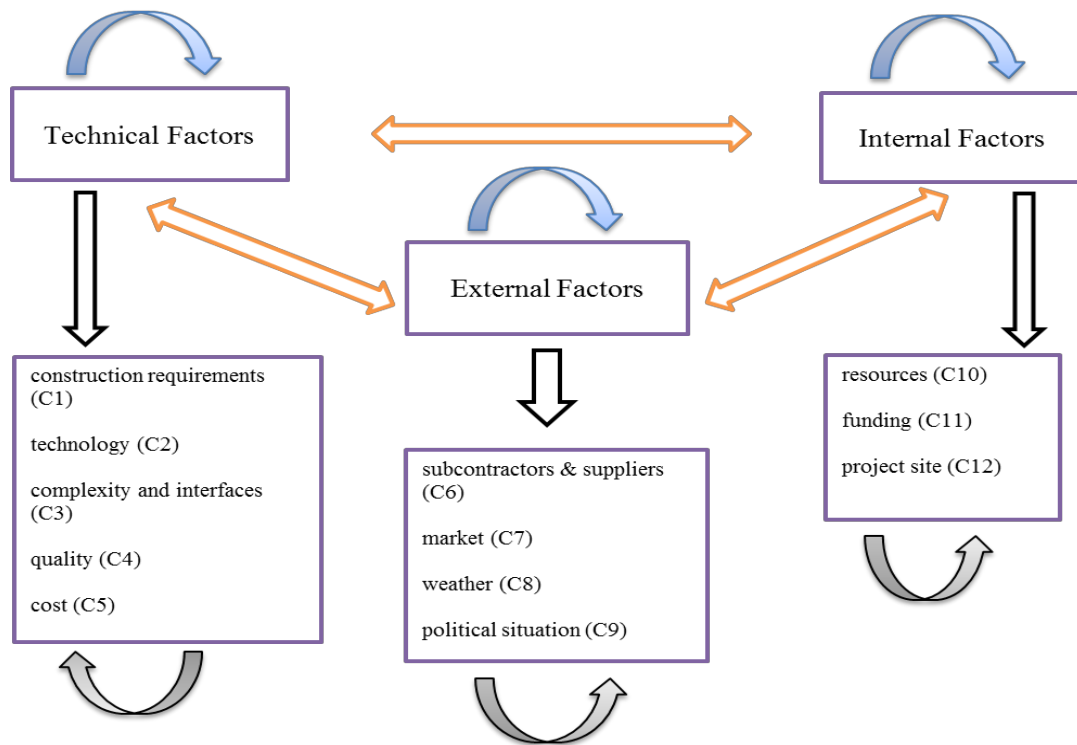 Technical Factors
Internal Factors
External Factors
construction requirements
(C1)
technology (C2)
complexity and interfaces
(C3)
quality (C4)
cost (C5)
subcontractors & suppliers
(C6)
market (C7)
weather (C8)
political situation (C9)
resources (C10)
funding (C11)
project site (C12)